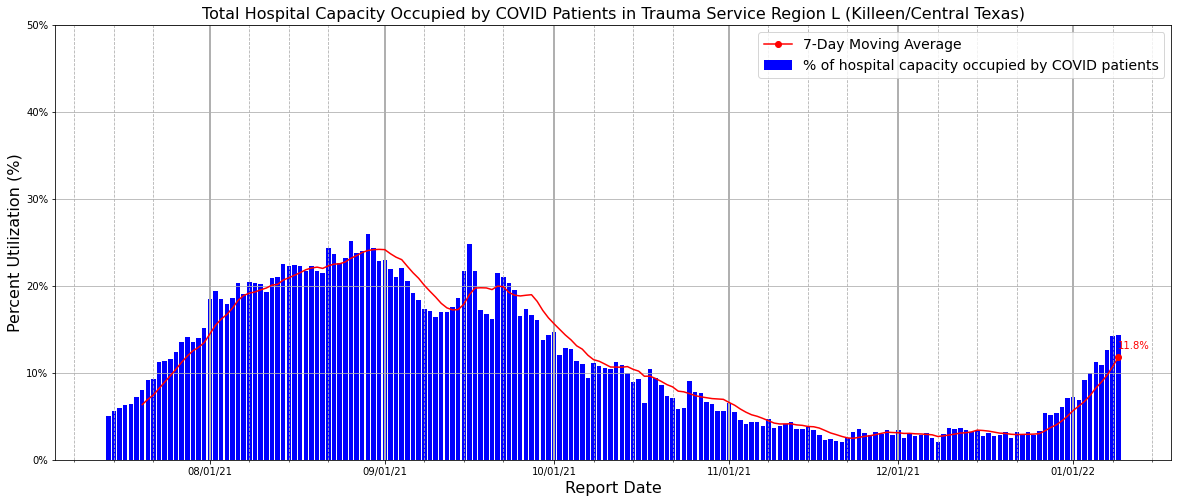 Total Hospital Capacity Occupied by COVID Patients in Trauma Service Region L (Killeen/Central Texas)
50%
7-Day Moving Average
% of hospital capacity occupied by COVID patients
40%
30%
20%
10%
0%
11.8%
Percent Utilization (%)
08/01/21 09/01/21 10/01/21 11/01/21 12/01/21 01/01/22
Report Date